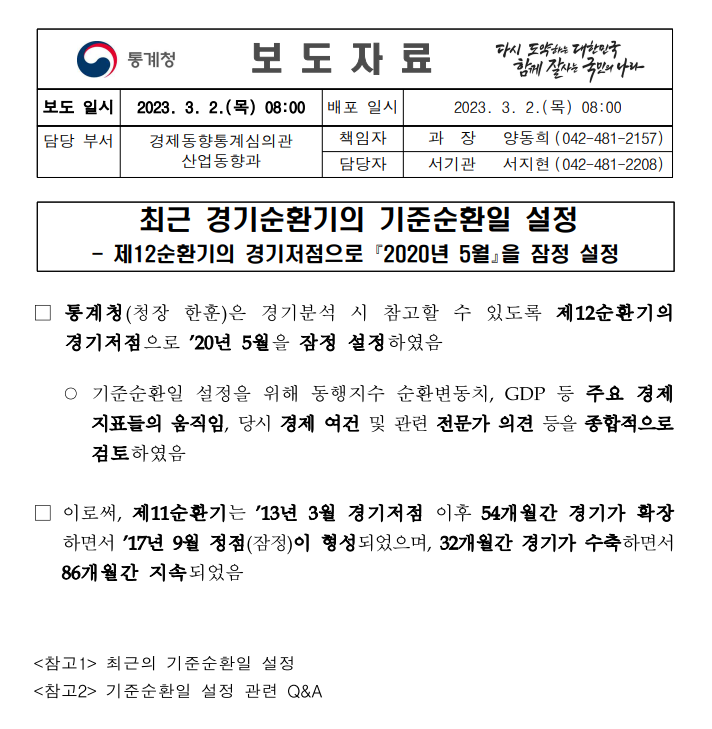 통계청
보도자료
다시 도약하는 대한민국
함께 잘사는 국민의 나라
보도 일시 2023. 3. 2.(목) 08:00 배포 일시 2023. 3. 2.(목) 08:00
담당 부서 경제동향통계심의관 책임자 과 장 양동희 (042-481-2157)
산업동향과 담당자 서기관 서지현 (042-481-2208)
최근 경기순환기의 기준순환일 설정
- 제12순환기의 경기저점으로 『2020년 5월』을 잠정 설정
□ 통계청(청장 한훈)은 경기분석 시 참고할 수 있도록 제12순환기의
경기저점으로 ’20년 5월을 잠정 설정하였음
○ 기준순환일 설정을 위해 동행지수 순환변동치, GDP 등 주요 경제
지표들의 움직임, 당시 경제 여건 및 관련 전문가 의견 등을 종합적으로
검토하였음
□ 이로써, 제11순환기는 ’13년 3월 경기저점 이후 54개월간 경기가 확장
하면서 ’17년 9월 정점(잠정)이 형성되었으며, 32개월간 경기가 수축하면서
86개월간 지속되었음
<참고1> 최근의 기준순환일 설정
<참고2> 기준순환일 설정 관련 Q&A